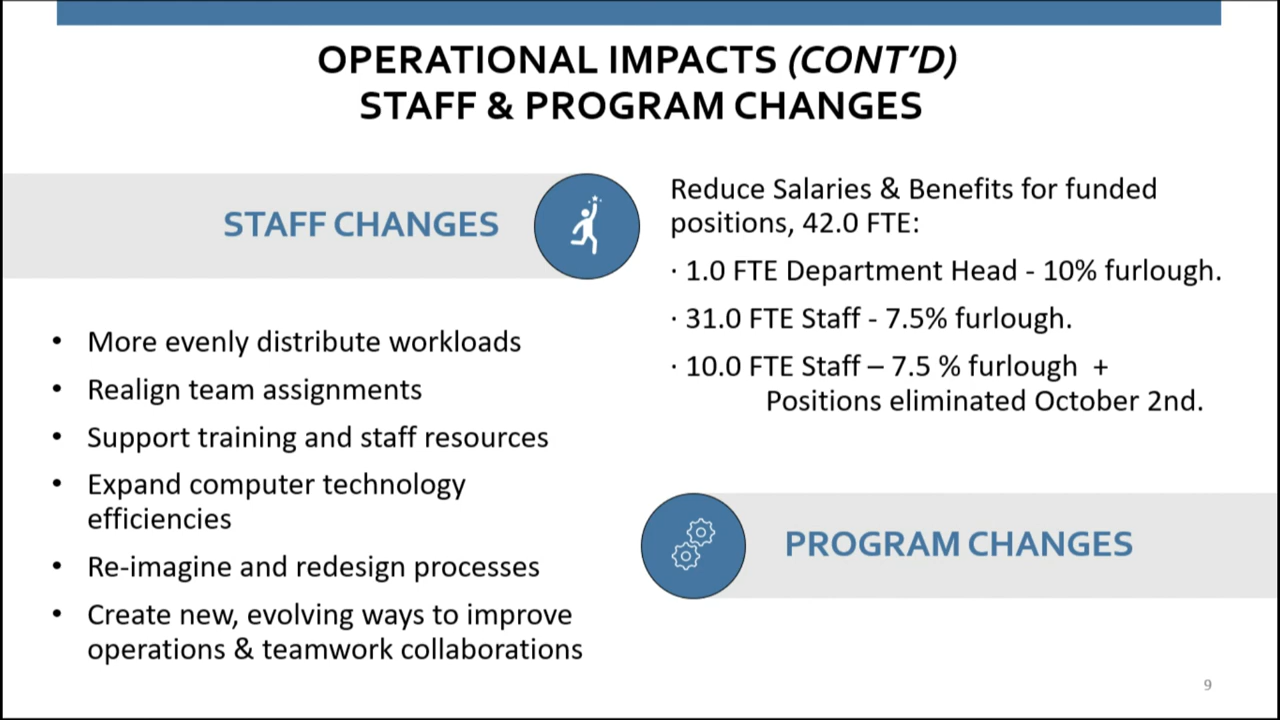 OPERATIONAL IMPACTS (CONT'D)
STAFF & PROGRAM CHANGES
STAFF CHANGES
Reduce Salaries & Benefits for funded
positions, 42.0 FTE:
· 1.0 FTE Department Head - 10% furlough.
· 31.0 FTE Staff - 7.5% furlough.
· 10.0 FTE Staff – 7.5 % furlough +
Positions eliminated October 2nd.
• More evenly distribute workloads
• Realign team assignments
• Support training and staff resources
• Expand computer technology
efficiencies
• Re-imagine and redesign processes
• Create new, evolving ways to improve
operations & teamwork collaborations
PROGRAM CHANGES
9